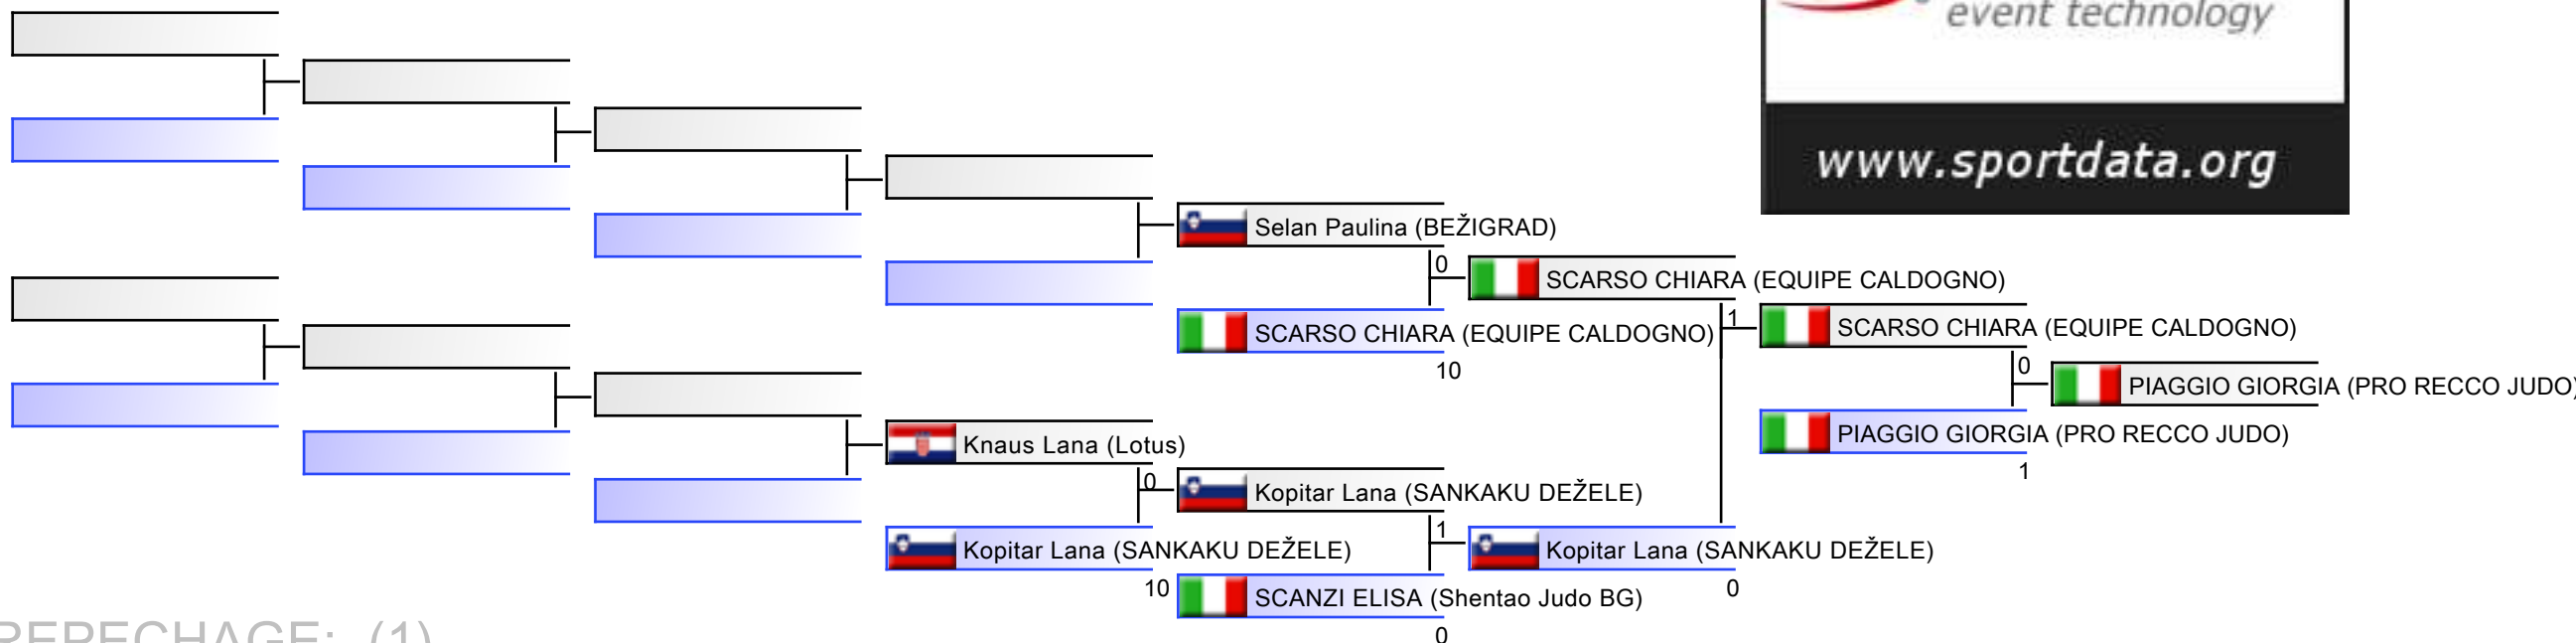 event technology
www.sportdata.org
Selan Paulina (BEŽIGRAD)
0
SCARSO CHIARA (EQUIPE CALDOGNO)
SCARSO CHIARA (EQUIPE CALDOGNO)
10
1
SCARSO CHIARA (EQUIPE CALDOGNO)
0
PIAGGIO GIORGIA (PRO RECCO JUDO)
PIAGGIO GIORGIA (PRO RECCO JUDO)
1
Knaus Lana (Lotus)
0
Kopitar Lana (SANKAKU DEŽELE)
Kopitar Lana (SANKAKU DEŽELE)
10
1
Kopitar Lana (SANKAKU DEŽELE)
0
SCANZI ELISA (Shentao Judo BG)
0
REPECHAGE: (1)